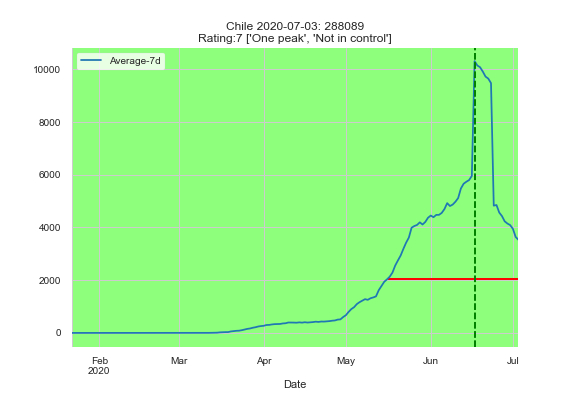 Chile 2020-07-03: 288089
Rating:7 ['One peak', 'Not in control']
Average-7d
10000
8000
6000
4000
2000
0
Feb Mar Apr May Jun Jul
2020
Date